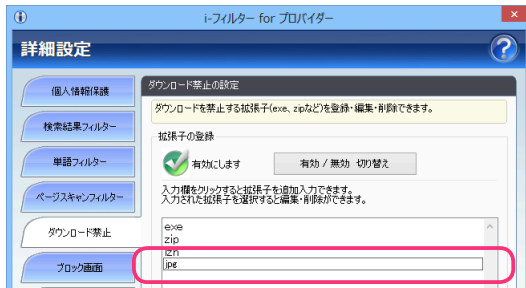 i-フィルター for プロバイダー
詳細設定
個人情報保護
検索結果フィルター
単語フィルター
ページスキャンフィルター
ダウンロード禁止
ブロック画面
ダウンロード禁止の設定
ダウンロードを禁止する拡張子(exe、zipなど)を登録・編集・削除できます。
拡張子の登録
有効にします
有効 / 無効 切り替え
入力欄をクリックすると拡張子を追加入力できます。
入力された拡張子を選択すると編集・削除ができます。
exe
zip
lzh
jpg